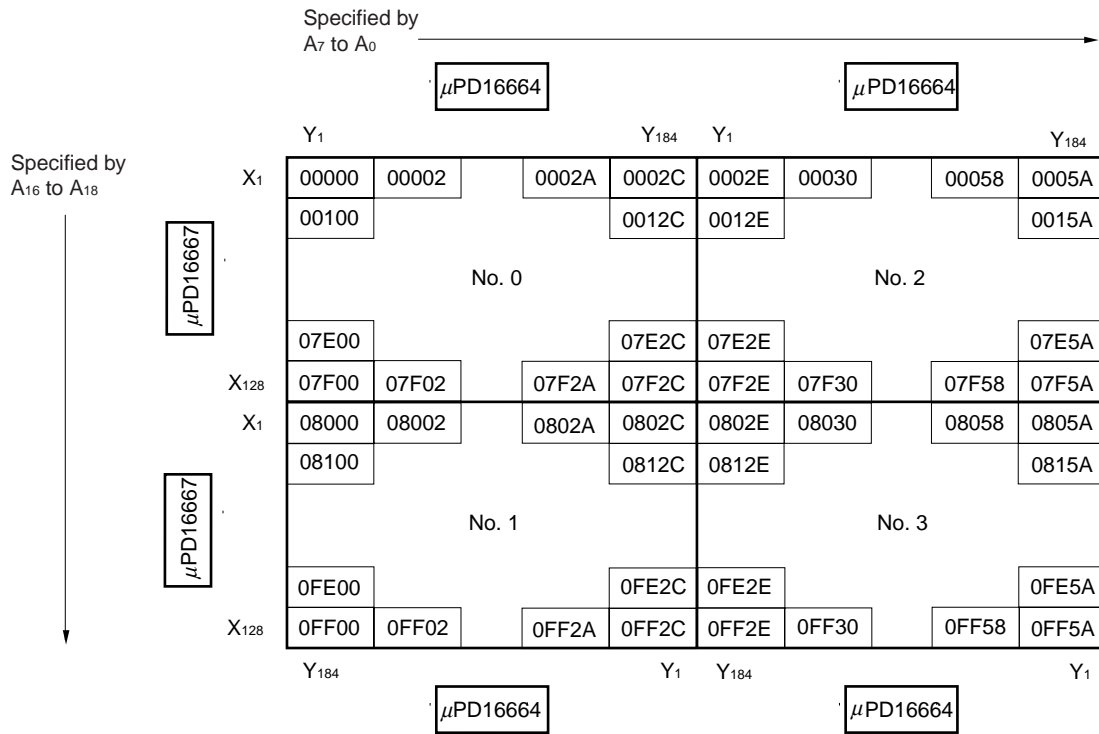 Specified by
A7 to A0
μPD16664 μPD16664
Y1 Y184 Y1 Y184
Specified by
A16 to A18
X1 00000 00002 0002A 0002C 0002E 00030 00058 0005A
00100 0012C 0012E 0015A
μPD16667
No. 0 No. 2
07E00 07E2C 07E2E 07E5A
X128 07F00 07F02 07F2A 07F2C 07F2E 07F30 07F58 07F5A
X1 08000 08002 0802A 0802C 0802E 08030 08058 0805A
08100 0812C 0812E 0815A
μPD16667
No. 1 No. 3
0FE00 0FE2C 0FE2E 0FE5A
X128 0FF00 0FF02 0FF2A 0FF2C 0FF2E 0FF30 0FF58 0FF5A
Y184 Y1 Y184 Y1
μPD16664 μPD16664